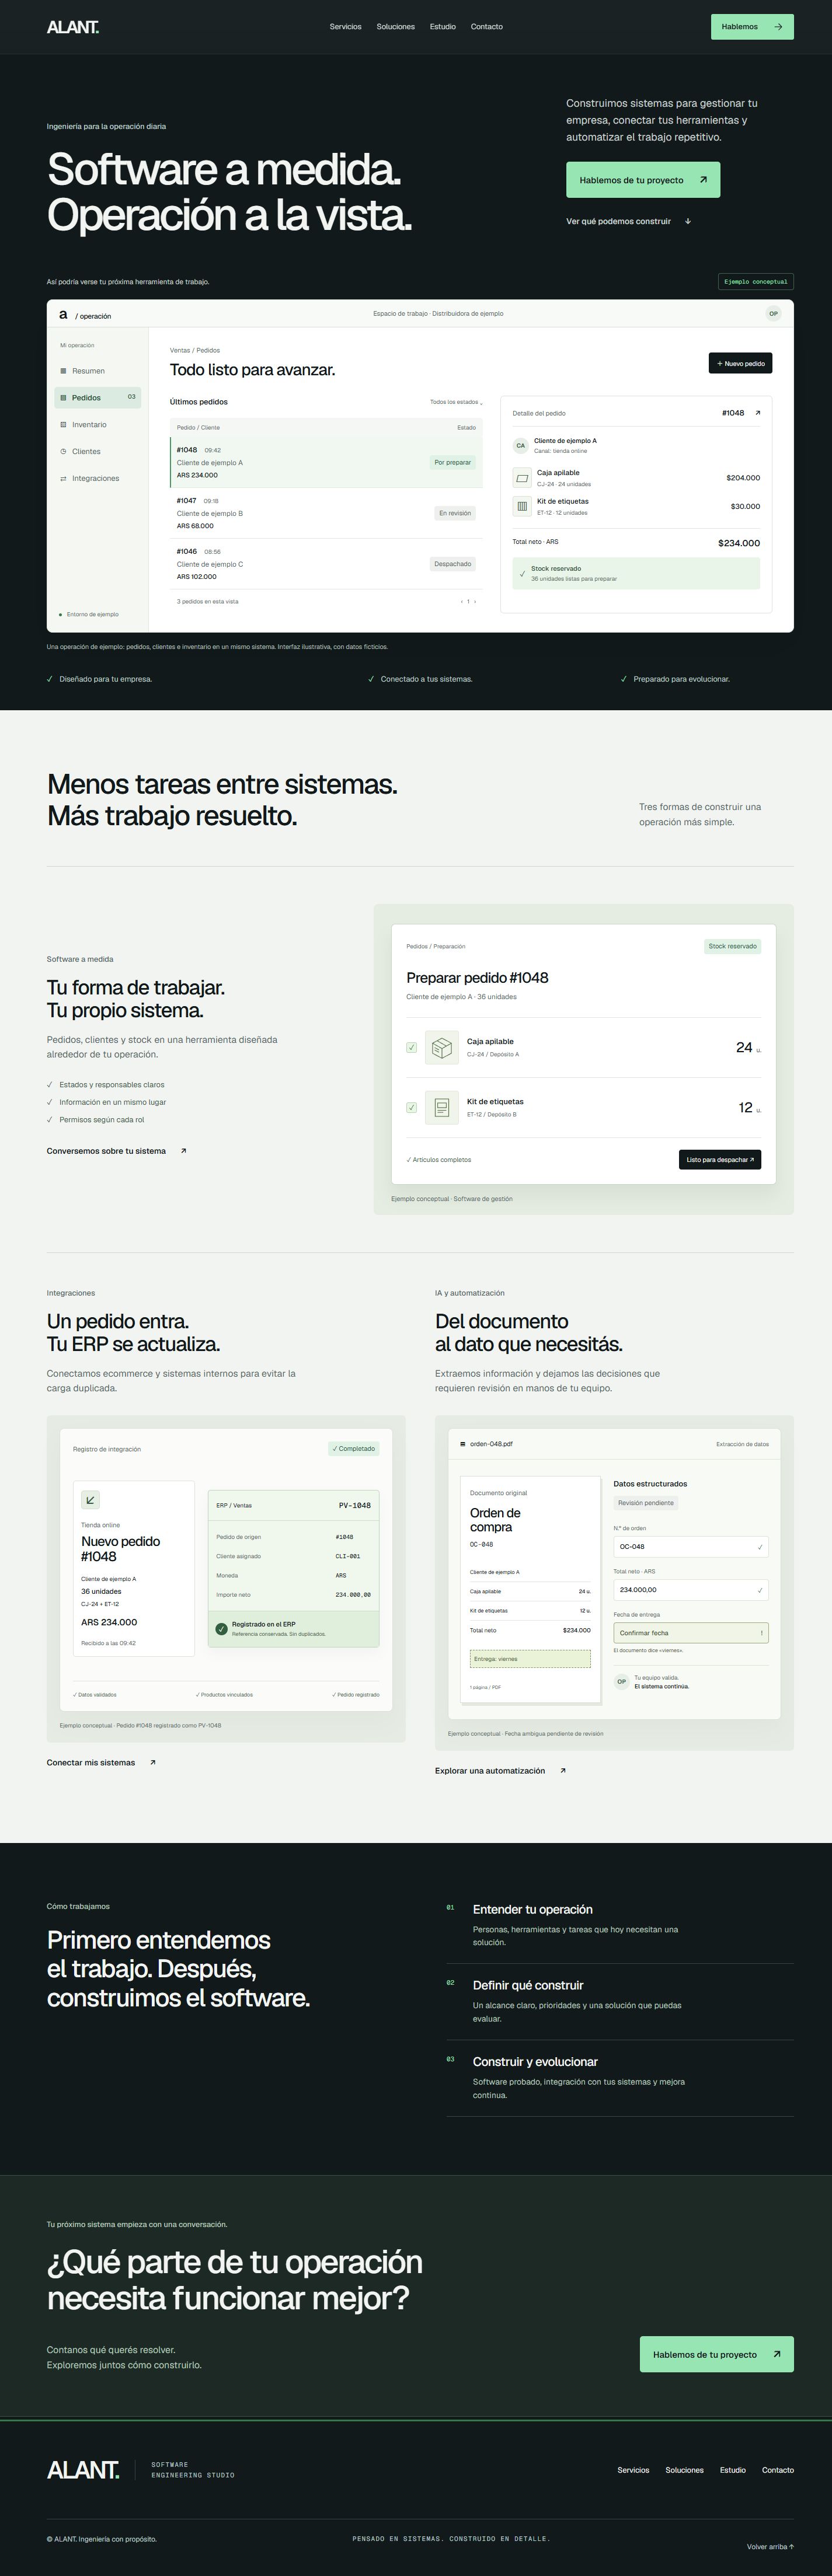 ALANT.
Servicios
Soluciones
Estudio
Contacto
Hablemos
Ingeniería para la operación diaria
Software a medida.
Operación a la vista.
Construimos sistemas para gestionar tu
empresa, conectar tus herramientas y
automatizar el trabajo repetitivo.
Hablemos de tu proyecto
Ver qué podemos construir
Así podría verse tu próxima herramienta de trabajo.
Ejemplo conceptual
a / operación
Espacio de trabajo · Distribuidora de ejemplo
OP
Mi operación
Resumen
Pedidos 03
Inventario
Clientes
Integraciones
Entorno de ejemplo
Ventas / Pedidos
Todo listo para avanzar.
+ Nuevo pedido
Últimos pedidos
Todos los estados
Pedido / Cliente
Estado
#1048 09:42
Cliente de ejemplo A
ARS 234.000
Por preparar
#1047 09:18
Cliente de ejemplo B
ARS 68.000
En revisión
#1046 08:56
Cliente de ejemplo C
ARS 102.000
Despachado
3 pedidos en esta vista
‹ 1 ›
Detalle del pedido
#1048
CA
Cliente de ejemplo A
Canal: tienda online
Caja apilable
CJ-24 · 24 unidades
$204.000
Kit de etiquetas
ET-12 · 12 unidades
$30.000
Total neto · ARS
$234.000
Stock reservado
36 unidades listas para preparar
Una operación de ejemplo: pedidos, clientes e inventario en un mismo sistema. Interfaz ilustrativa, con datos ficticios.
Diseñado para tu empresa.
Conectado a tus sistemas.
Preparado para evolucionar.
Menos tareas entre sistemas.
Más trabajo resuelto.
Tres formas de construir una
operación más simple.
Software a medida
Tu forma de trabajar.
Tu propio sistema.
Pedidos, clientes y stock en una herramienta diseñada
alrededor de tu operación.
Estados y responsables claros
Información en un mismo lugar
Permisos según cada rol
Conversemos sobre tu sistema
Pedidos / Preparación
Stock reservado
Preparar pedido #1048
Cliente de ejemplo A · 36 unidades
Caja apilable
CJ-24 / Depósito A
24 u.
Kit de etiquetas
ET-12 / Depósito B
12 u.
✓ Artículos completos
Listo para despachar ↗
Ejemplo conceptual · Software de gestión
Integraciones
Un pedido entra.
Tu ERP se actualiza.
Conectamos ecommerce y sistemas internos para evitar la
carga duplicada.
Registro de integración
✓ Completado
Tienda online
Nuevo pedido
#1048
Cliente de ejemplo A
36 unidades
CJ-24 + ET-12
ARS 234.000
Recibido a las 09:42
ERP / Ventas
PV-1048
Pedido de origen
#1048
Cliente asignado
CLI-001
Moneda
ARS
Importe neto
234.000,00
Registrado en el ERP
Referencia conservada. Sin duplicados.
✓ Datos validados
✓ Productos vinculados
✓ Pedido registrado
Ejemplo conceptual · Pedido #1048 registrado como PV-1048
Conectar mis sistemas
IA y automatización
Del documento
al dato que necesitás.
Extraemos información y dejamos las decisiones que
requieren revisión en manos de tu equipo.
orden-048.pdf
Extracción de datos
Documento original
Orden de
compra
OC-048
Cliente de ejemplo A
Caja apilable
24 u.
Kit de etiquetas
12 u.
Total neto
$234.000
Entrega: viernes
1 página / PDF
Datos estructurados
Revisión pendiente
N.º de orden
OC-048
Total neto · ARS
234.000,00
Fecha de entrega
Confirmar fecha !
El documento dice «viernes».
OP
Tu equipo valida.
El sistema continúa.
Ejemplo conceptual · Fecha ambigua pendiente de revisión
Explorar una automatización
Cómo trabajamos
Primero entendemos
el trabajo. Después,
construimos el software.
01
Entender tu operación
Personas, herramientas y tareas que hoy necesitan una
solución.
02
Definir qué construir
Un alcance claro, prioridades y una solución que puedas
evaluar.
03
Construir y evolucionar
Software probado, integración con tus sistemas y mejora
continua.
Tu próximo sistema empieza con una conversación.
¿Qué parte de tu operación
necesita funcionar mejor?
Contanos qué querés resolver.
Exploremos juntos cómo construirlo.
Hablemos de tu proyecto
ALANT.
SOFTWARE
ENGINEERING STUDIO
Servicios
Soluciones
Estudio
Contacto
© ALANT. Ingeniería con propósito.
PENSADO EN SISTEMAS. CONSTRUIDO EN DETALLE.
Volver arriba ↑